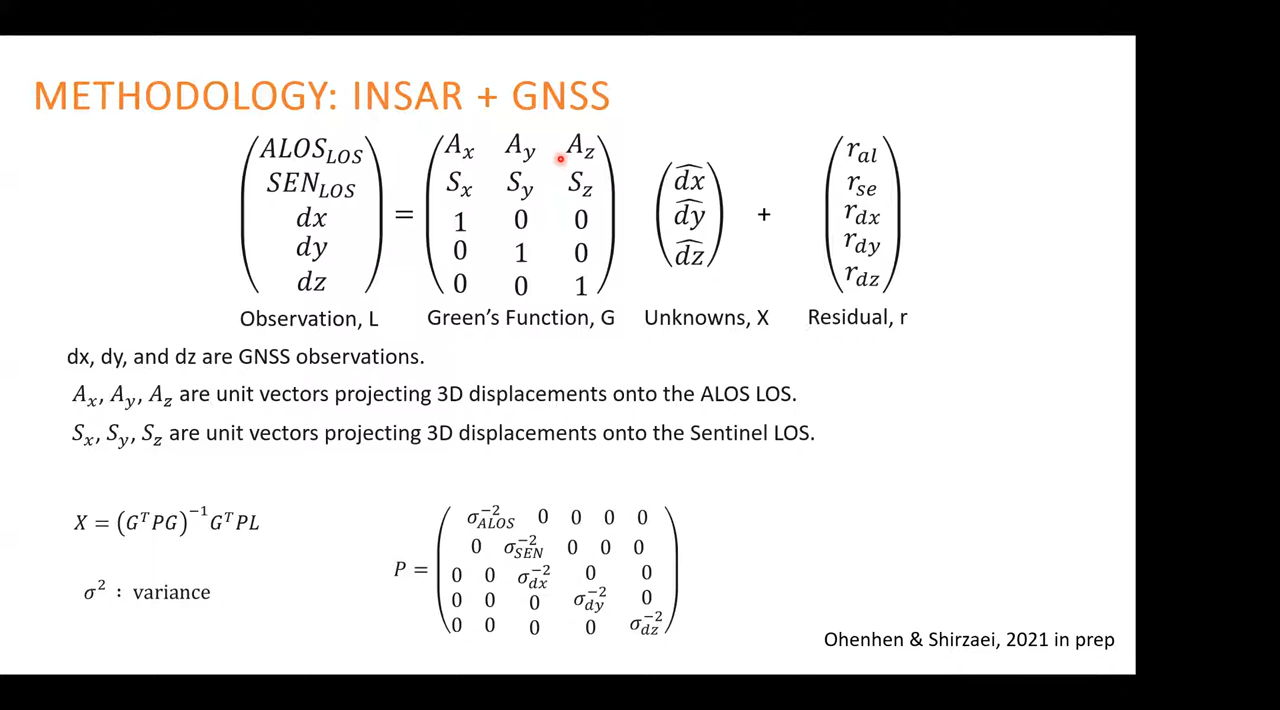 METHODOLOGY: INSAR + GNSS
ALOS_LOS A_x A_y A_z r_al
SEN_LOS S_x S_y S_z d̂x r_se
dx = 1 0 0 d̂y + r_dx
dy 0 1 0 d̂z r_dy
dz 0 0 1 r_dz
Observation, L Green's Function, G Unknowns, X Residual, r
dx, dy, and dz are GNSS observations.
A_x, A_y, A_z are unit vectors projecting 3D displacements onto the ALOS LOS.
S_x, S_y, S_z are unit vectors projecting 3D displacements onto the Sentinel LOS.
X = (G^T PG)^−1 G^T PL
σ^2 : variance
σ_ALOS^−2 0 0 0 0
0 σ_SEN^−2 0 0 0
P = 0 0 σ_dx^−2 0 0
0 0 0 σ_dy^−2 0
0 0 0 0 σ_dz^−2
Ohenhen & Shirzaei, 2021 in prep